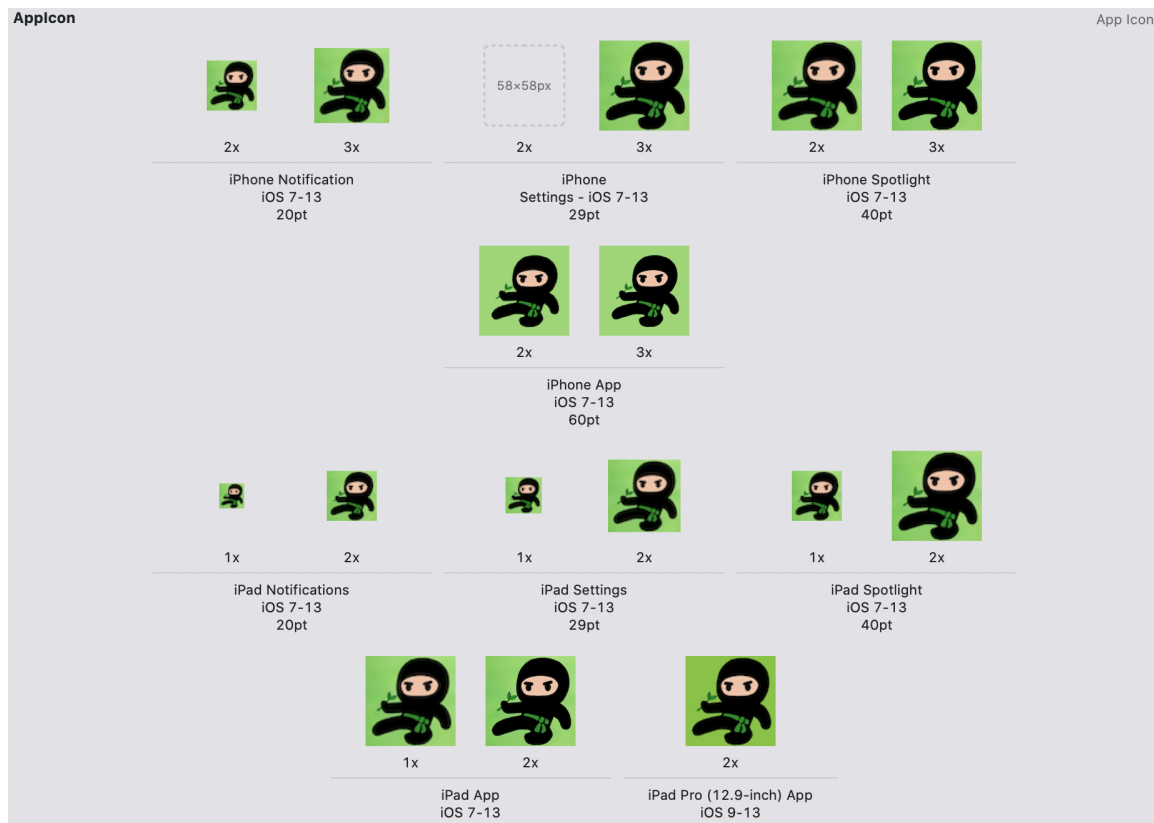 AppIcon
App Icon
58×58px
2x
3x
2x
3x
2x
3x
iPhone Notification
iOS 7-13
20pt
iPhone
Settings - iOS 7-13
29pt
iPhone Spotlight
iOS 7-13
40pt
2x
3x
iPhone App
iOS 7-13
60pt
1x
2x
1x
2x
1x
2x
iPad Notifications
iOS 7-13
20pt
iPad Settings
iOS 7-13
29pt
iPad Spotlight
iOS 7-13
40pt
1x
2x
2x
iPad App
iOS 7-13
iPad Pro (12.9-inch) App
iOS 9-13